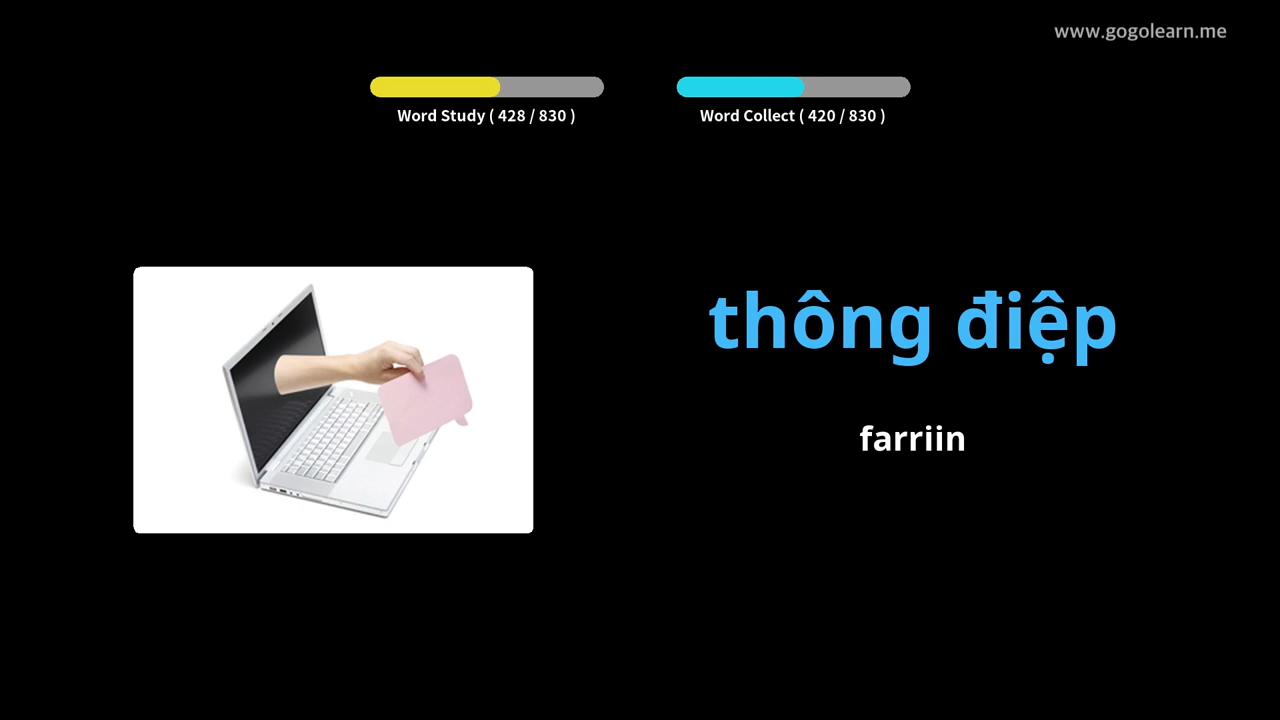 www.gogolearn.me
Word Study ( 428 / 830 )
Word Collect ( 420 / 830 )
thông điệp
farriin